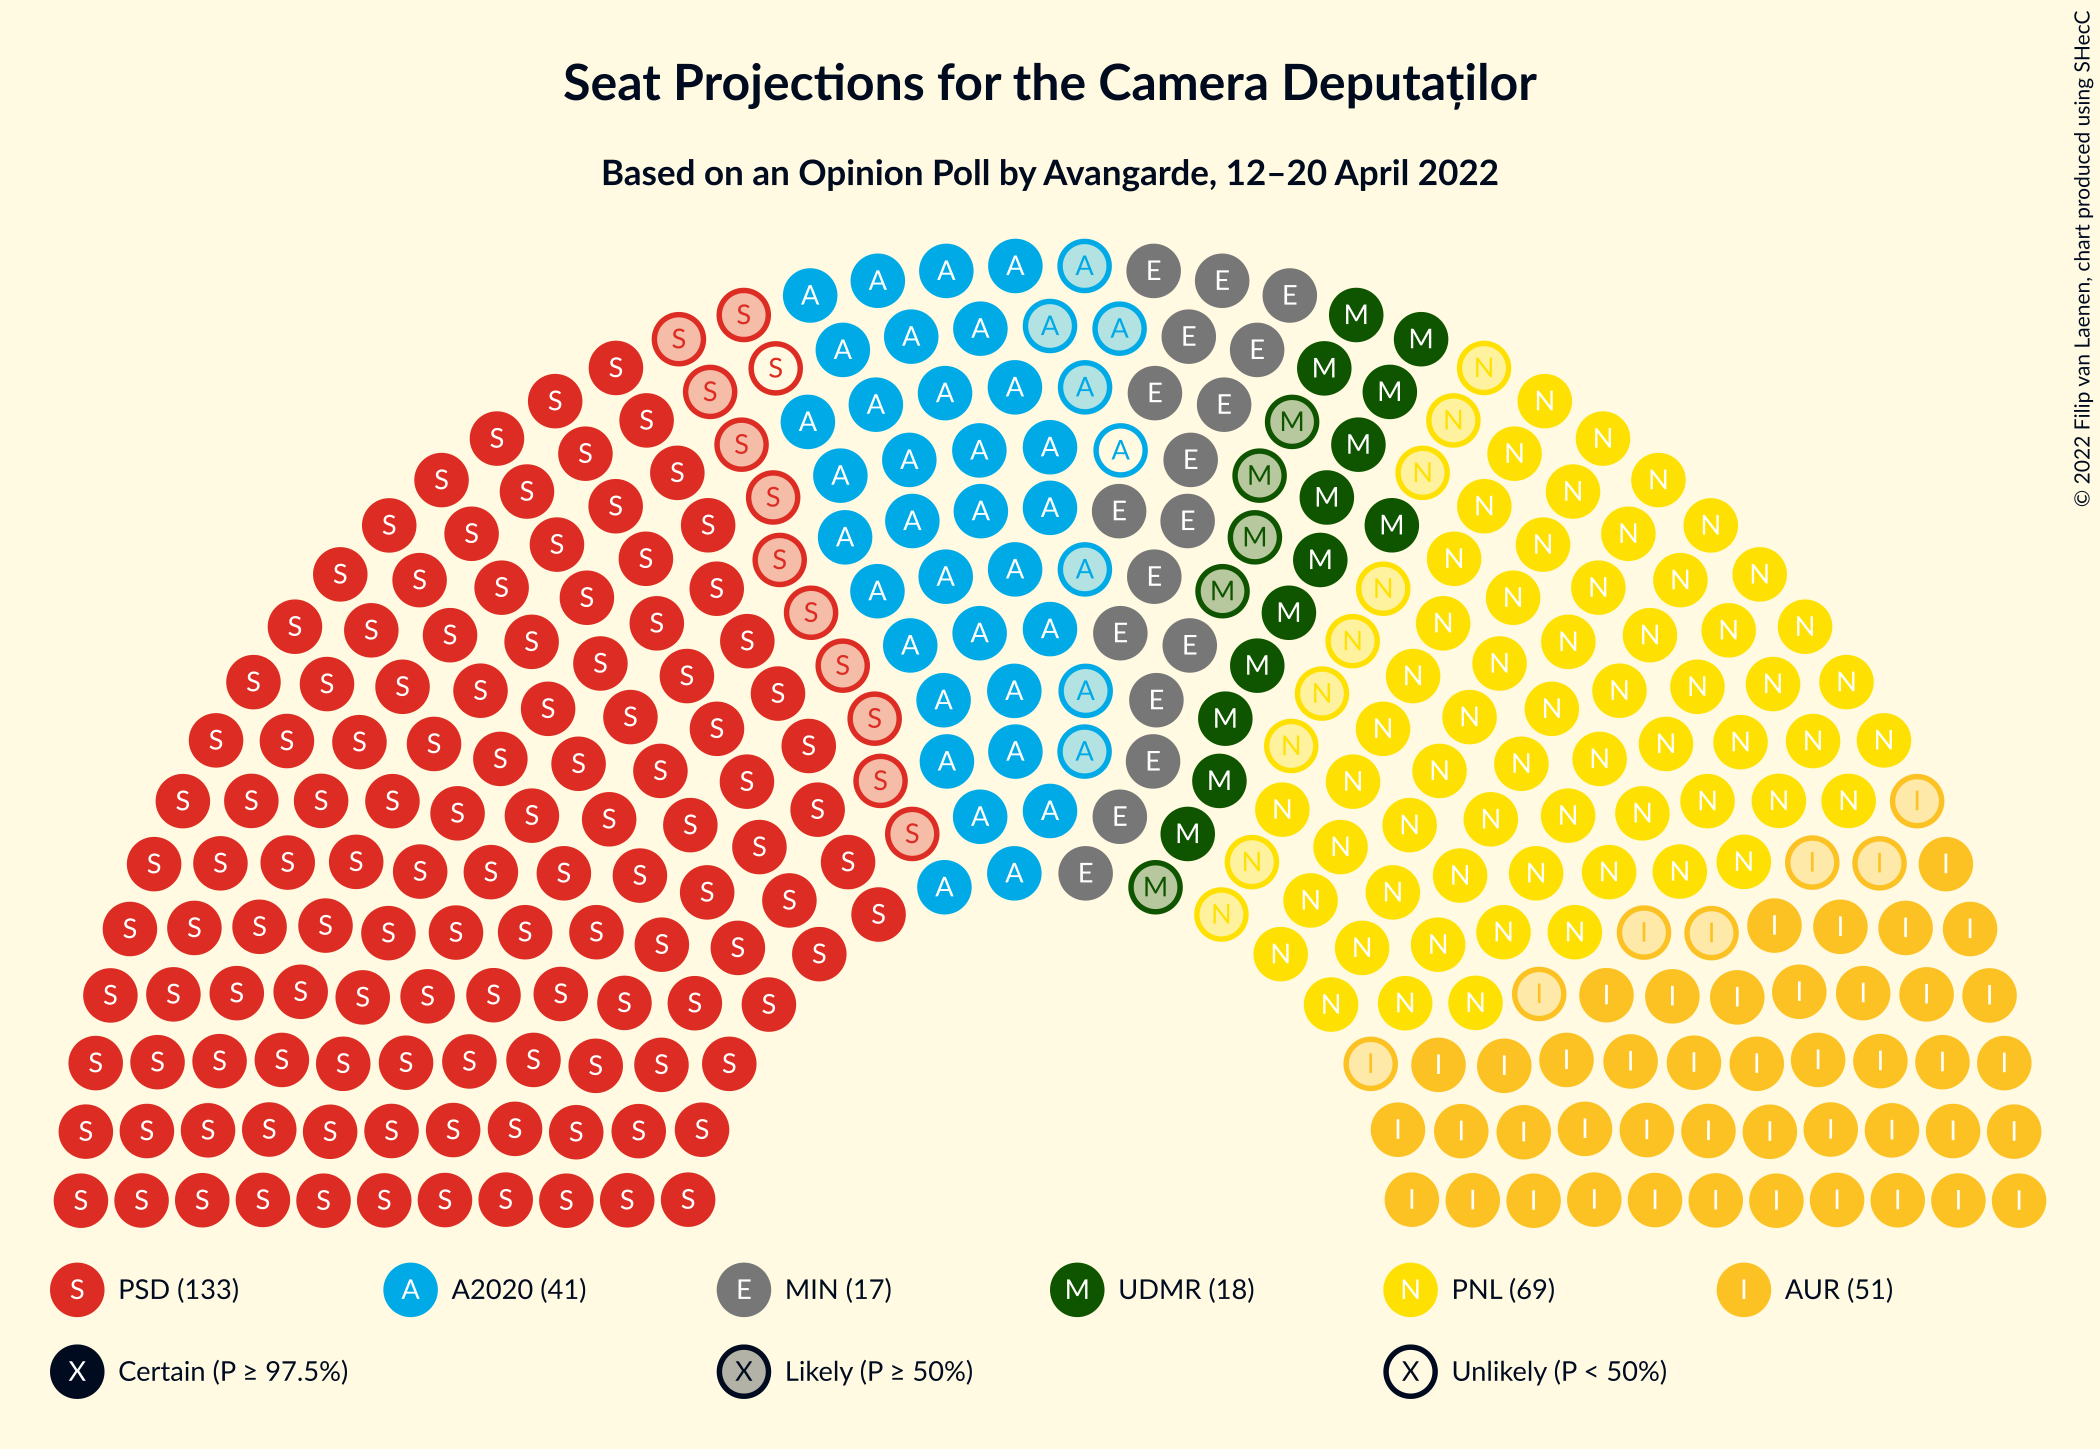 Seat Projections for the Camera Deputaților
Based on an Opinion Poll by Avangarde, 12–20 April 2022
© 2022 Filip van Laenen, chart produced using SHecC
S PSD (133) A A2020 (41) E MIN (17) M UDMR (18) N PNL (69) I AUR (51)
X Certain (P ≥ 97.5%) X Likely (P ≥ 50%) X Unlikely (P < 50%)